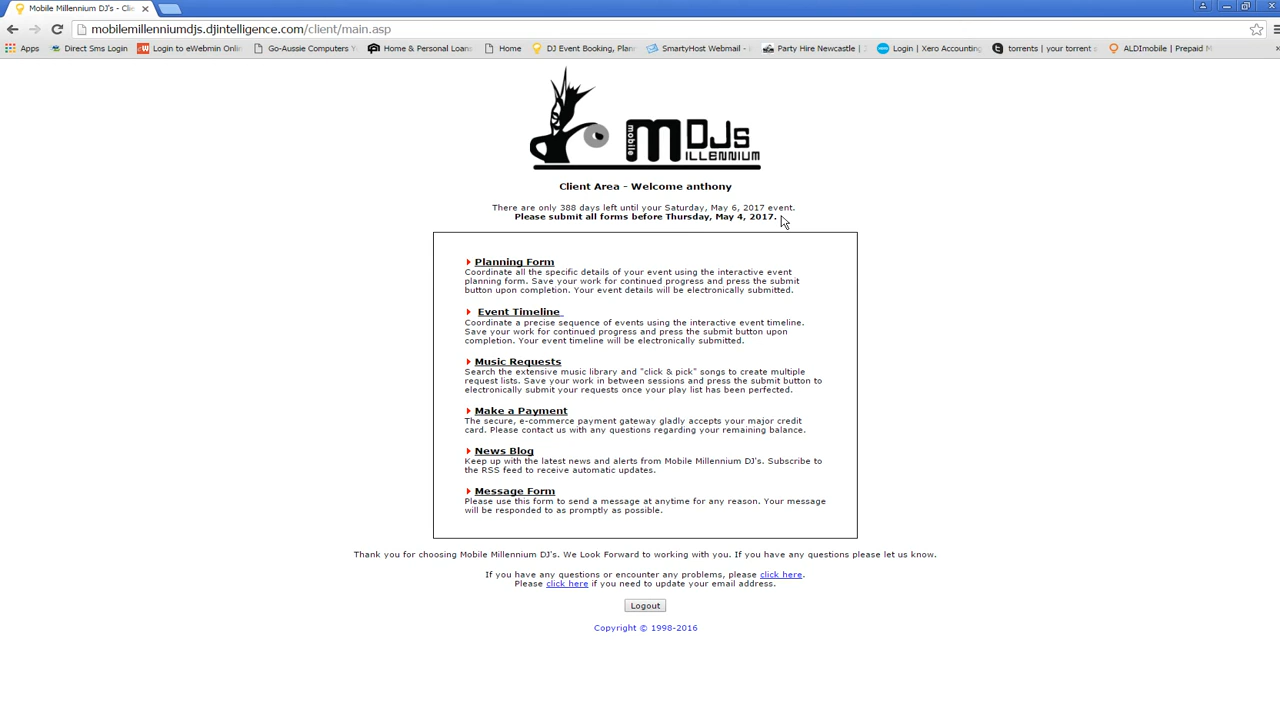 Mobile Millennium DJ's - Clie
mobilemillenniumdjs.djintelligence.com/client/main.asp
Apps Direct Sms Login Login to eWebmin Onli Go-Aussie Computers Y Home & Personal Loans Home DJ Event Booking, Plan SmartyHost Webmail - Party Hire Newcastle | Login | Xero Accounting torrents | your torrent ALDImobile | Prepaid M
mobile mDJs
MILLENNIUM
Client Area - Welcome anthony
There are only 388 days left until your Saturday, May 6, 2017 event.
Please submit all forms before Thursday, May 4, 2017.
Planning Form
Coordinate all the specific details of your event using the interactive event
planning form. Save your work for continued progress and press the submit
button upon completion. Your event details will be electronically submitted.
Event Timeline
Coordinate a precise sequence of events using the interactive event timeline.
Save your work for continued progress and press the submit button upon
completion. Your event timeline will be electronically submitted.
Music Requests
Search the extensive music library and "click & pick" songs to create multiple
request lists. Save your work in between sessions and press the submit button to
electronically submit your requests once your play list has been perfected.
Make a Payment
The secure, e-commerce payment gateway gladly accepts your major credit
card. Please contact us with any questions regarding your remaining balance.
News Blog
Keep up with the latest news and alerts from Mobile Millennium DJ's. Subscribe to
the RSS feed to receive automatic updates.
Message Form
Please use this form to send a message at anytime for any reason. Your message
will be responded to as promptly as possible.
Thank you for choosing Mobile Millennium DJ's. We Look Forward to working with you. If you have any questions please let us know.
If you have any questions or encounter any problems, please click here.
Please click here if you need to update your email address.
Logout
Copyright © 1998-2016